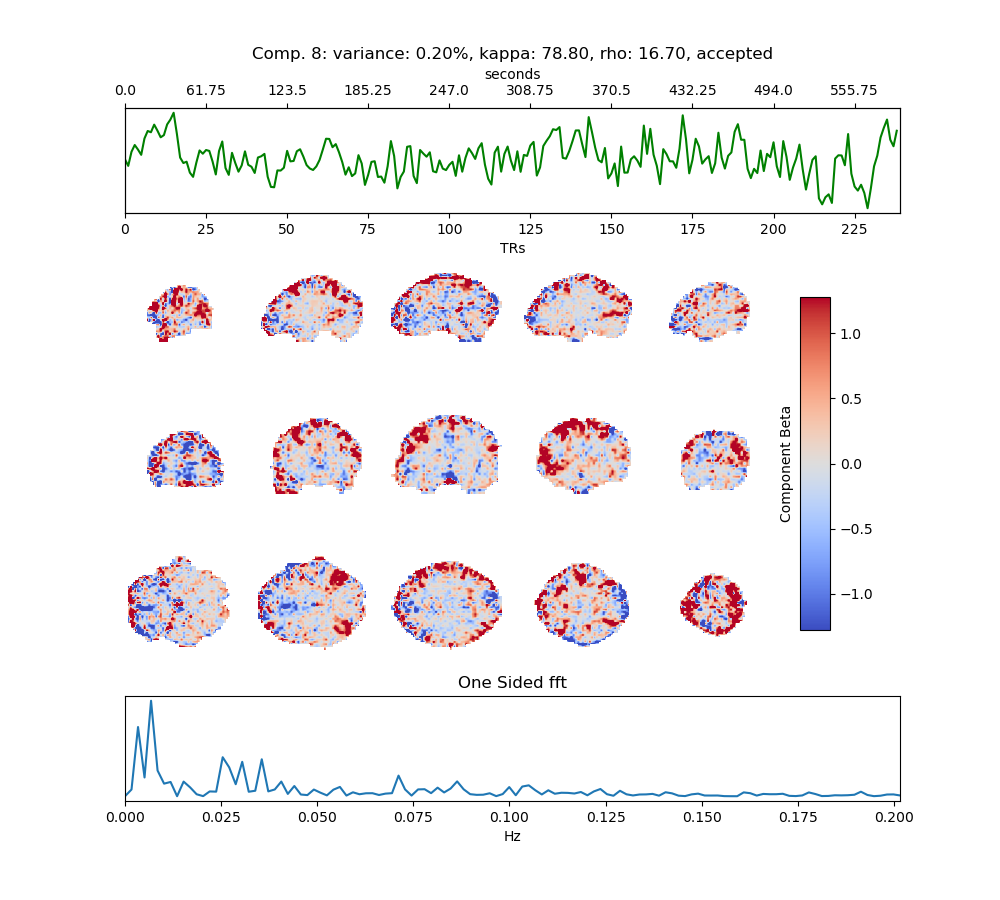 Comp. 8: variance: 0.20%, kappa: 78.80, rho: 16.70, accepted
seconds
0.0 61.75 123.5 185.25 247.0 308.75 370.5 432.25 494.0 555.75
0 25 50 75 100 125 150 175 200 225
TRs
1.0
0.5
0.0
−0.5
−1.0
Component Beta
One Sided fft
0.000 0.025 0.050 0.075 0.100 0.125 0.150 0.175 0.200
Hz